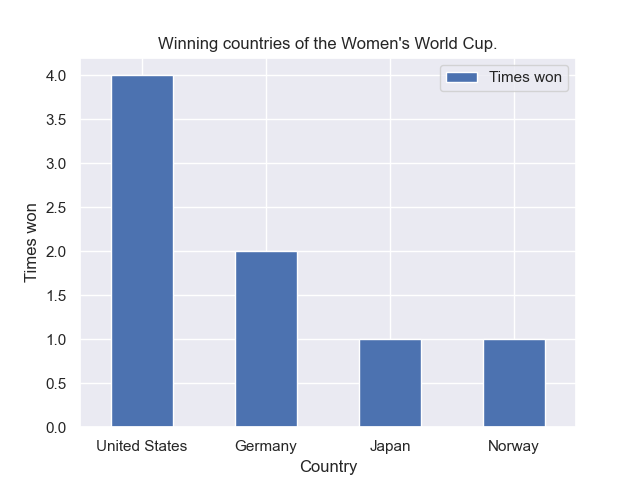 Winning countries of the Women's World Cup.
Times won
4.0
3.5
3.0
2.5
2.0
1.5
1.0
0.5
0.0
Times won
United States Germany Japan Norway
Country